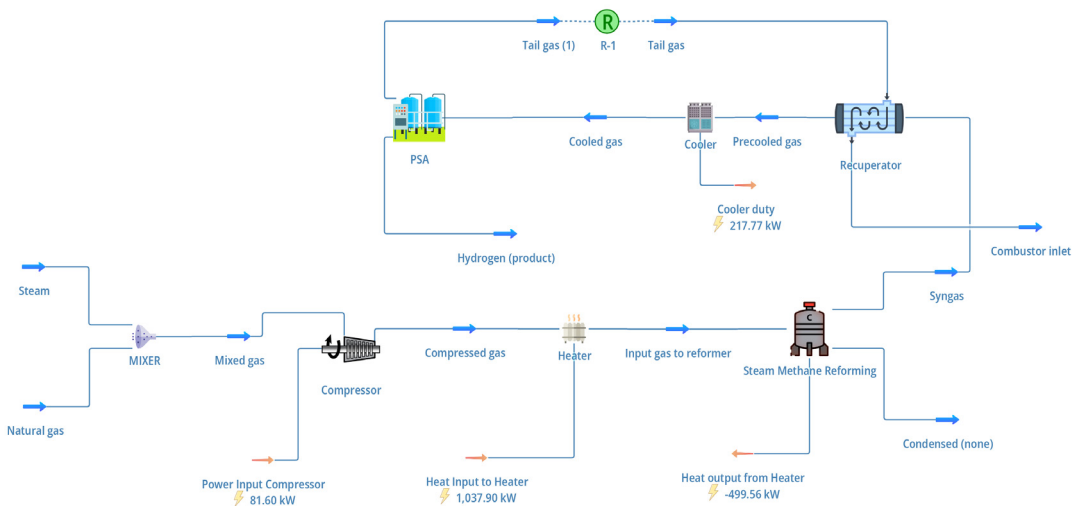 Tail gas (1)
R
R-1
Tail gas
PSA
Cooled gas
Cooler
Precooled gas
Recuperator
Cooler duty
217.77 kW
Hydrogen (product)
Combustor inlet
Steam
Syngas
MIXER
Mixed gas
Compressor
Compressed gas
Heater
Input gas to reformer
C
Steam Methane Reforming
Natural gas
Condensed (none)
Power Input Compressor
81.60 kW
Heat Input to Heater
1,037.90 kW
Heat output from Heater
-499.56 kW